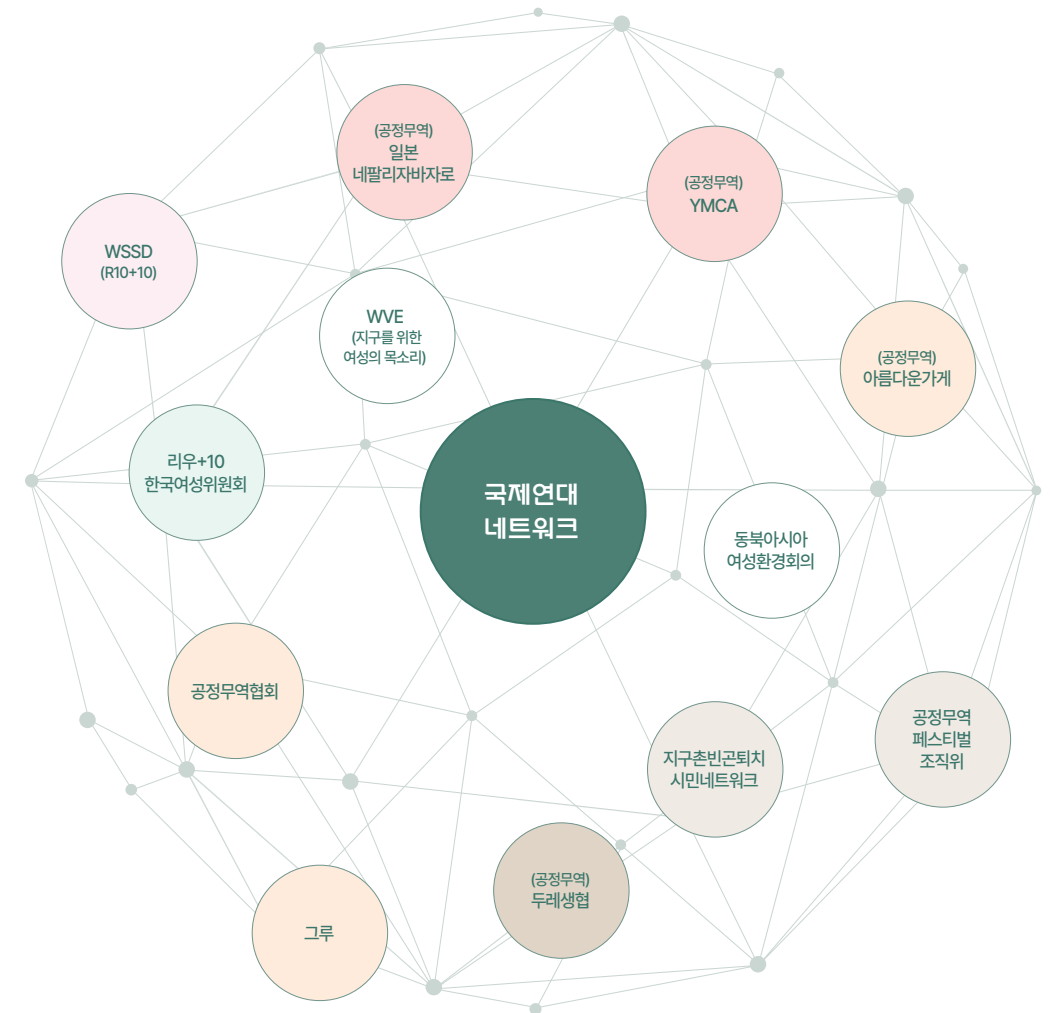 (공정무역)
일본
네팔리자바자로
(공정무역)
YMCA
WSSD
(R10+10)
WVE
(지구를 위한
여성의 목소리)
(공정무역)
아름다운가게
리우+10
한국여성위원회
국제연대
네트워크
동북아시아
여성환경회의
공정무역협회
공정무역
페스티벌
조직위
지구촌빈곤퇴치
시민네트워크
(공정무역)
두레생협
그루